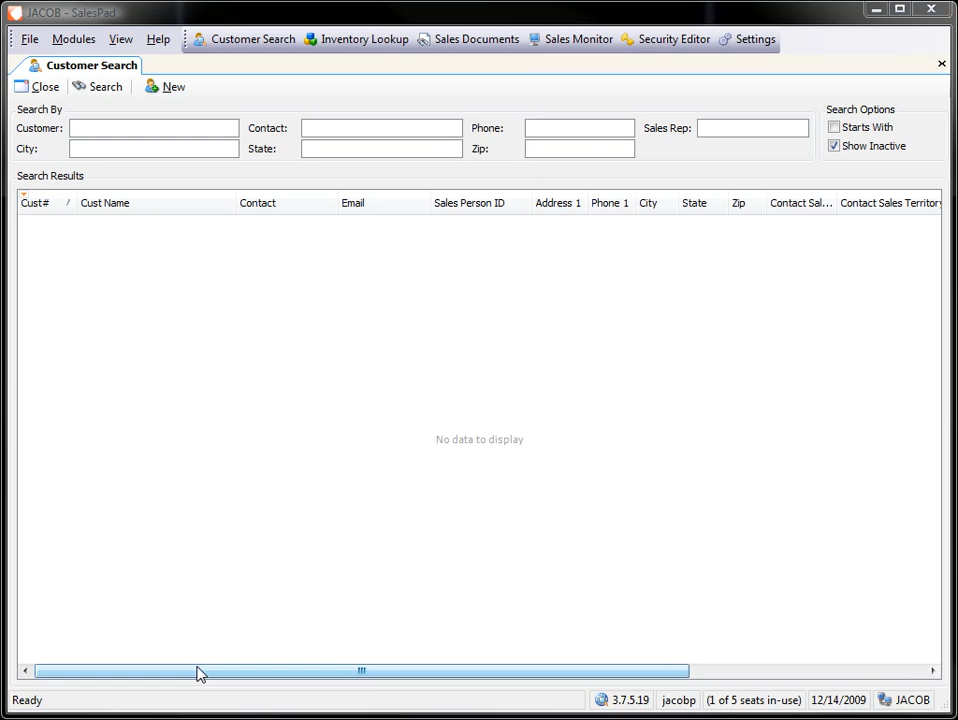 JACOB - SalesPad
File Modules View Help Customer Search Inventory Lookup Sales Documents Sales Monitor Security Editor Settings
Customer Search
Close Search New
Search By Search Options
Customer: Contact: Phone: Sales Rep: Starts With
City: State: Zip: Show Inactive
Search Results
Cust# Cust Name Contact Email Sales Person ID Address 1 Phone 1 City State Zip Contact Sal... Contact Sales Territory
No data to display
Ready 3.7.5.19 jacobp (1 of 5 seats in-use) 12/14/2009 JACOB